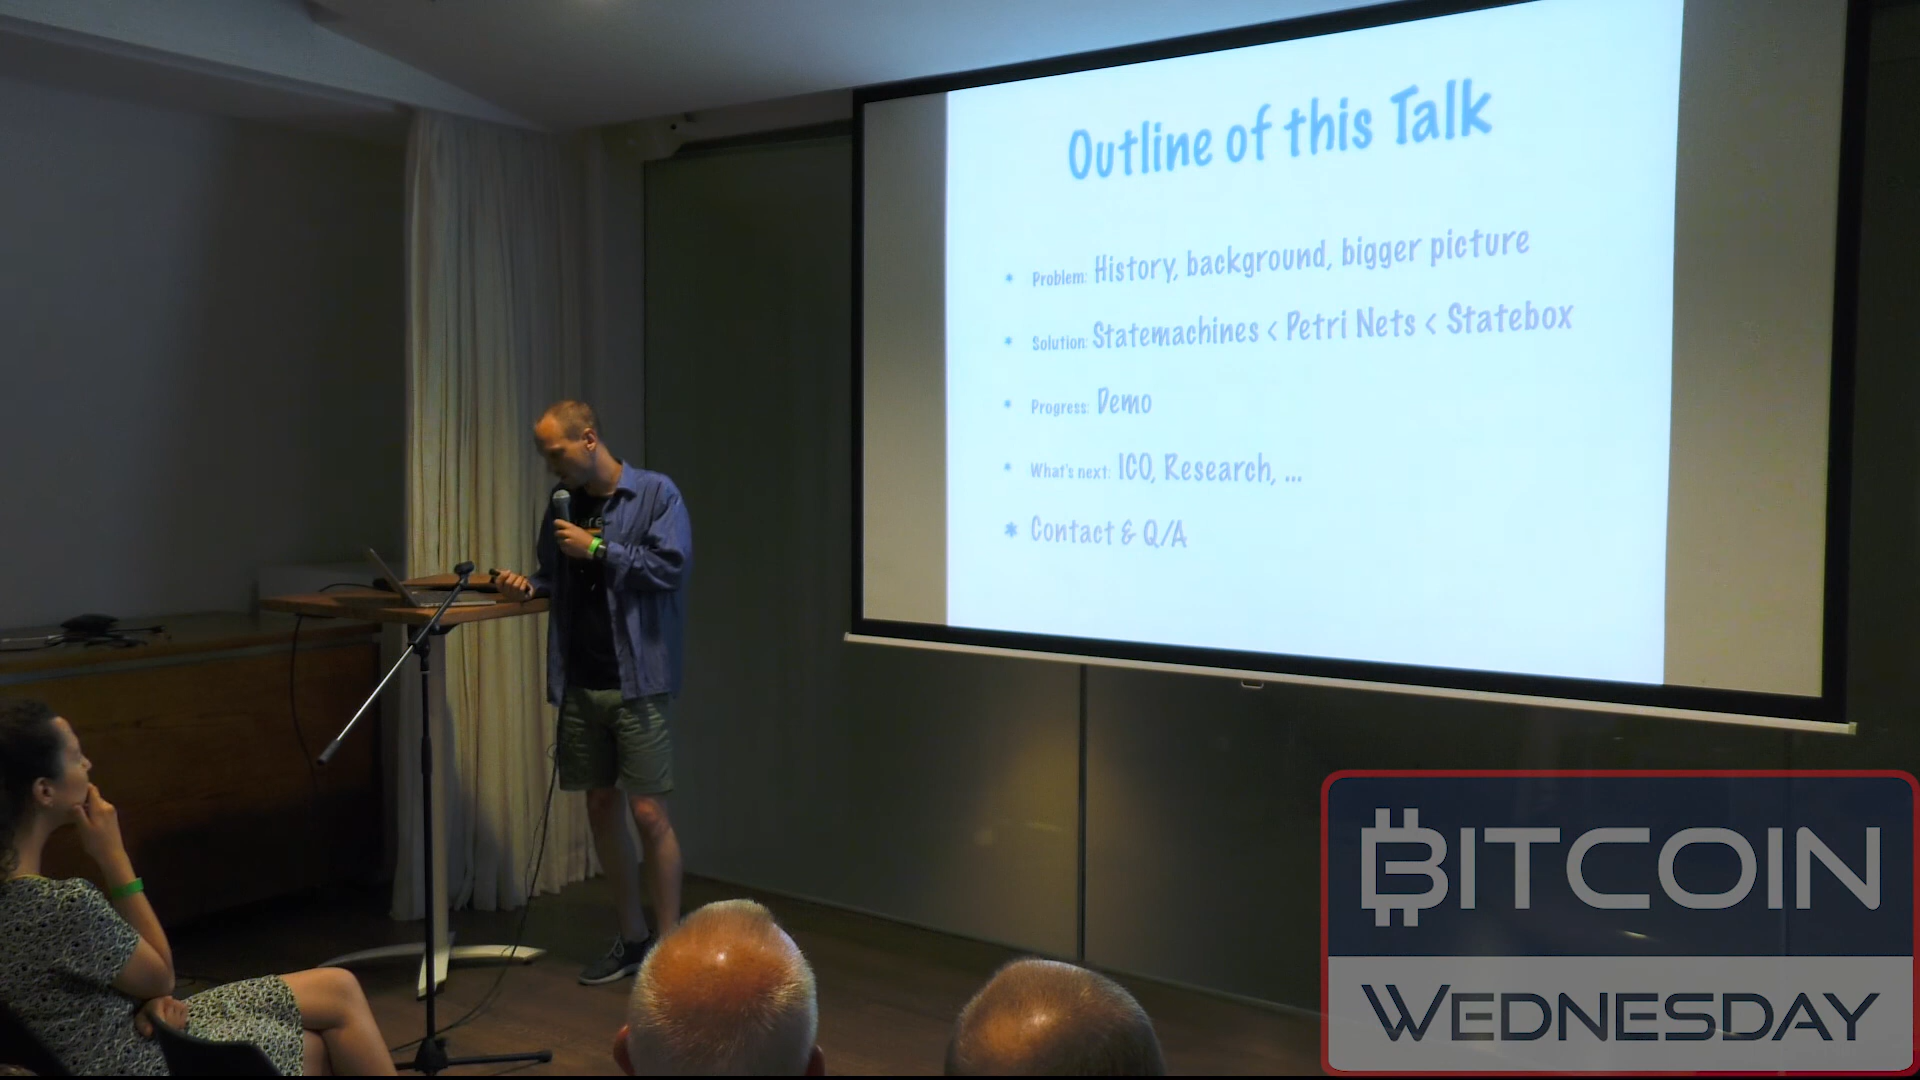 Outline of this Talk
* Problem: History, background, bigger picture
* Solution: Statemachines < Petri Nets < Statebox
* Progress: Demo
* What's next: ICO, Research, ...
* Contact & Q/A
BITCOIN
WEDNESDAY